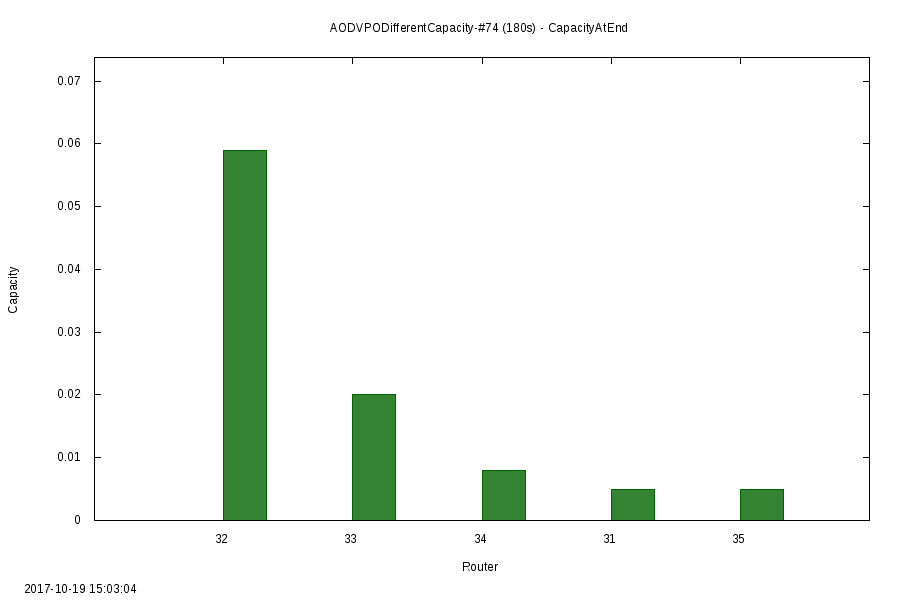 AODVPODifferentCapacity-#74 (180s) - CapacityAtEnd
0.07
0.06
0.05
0.04
0.03
0.02
0.01
0
Capacity
32 33 34 31 35
Router
2017-10-19 15:03:04